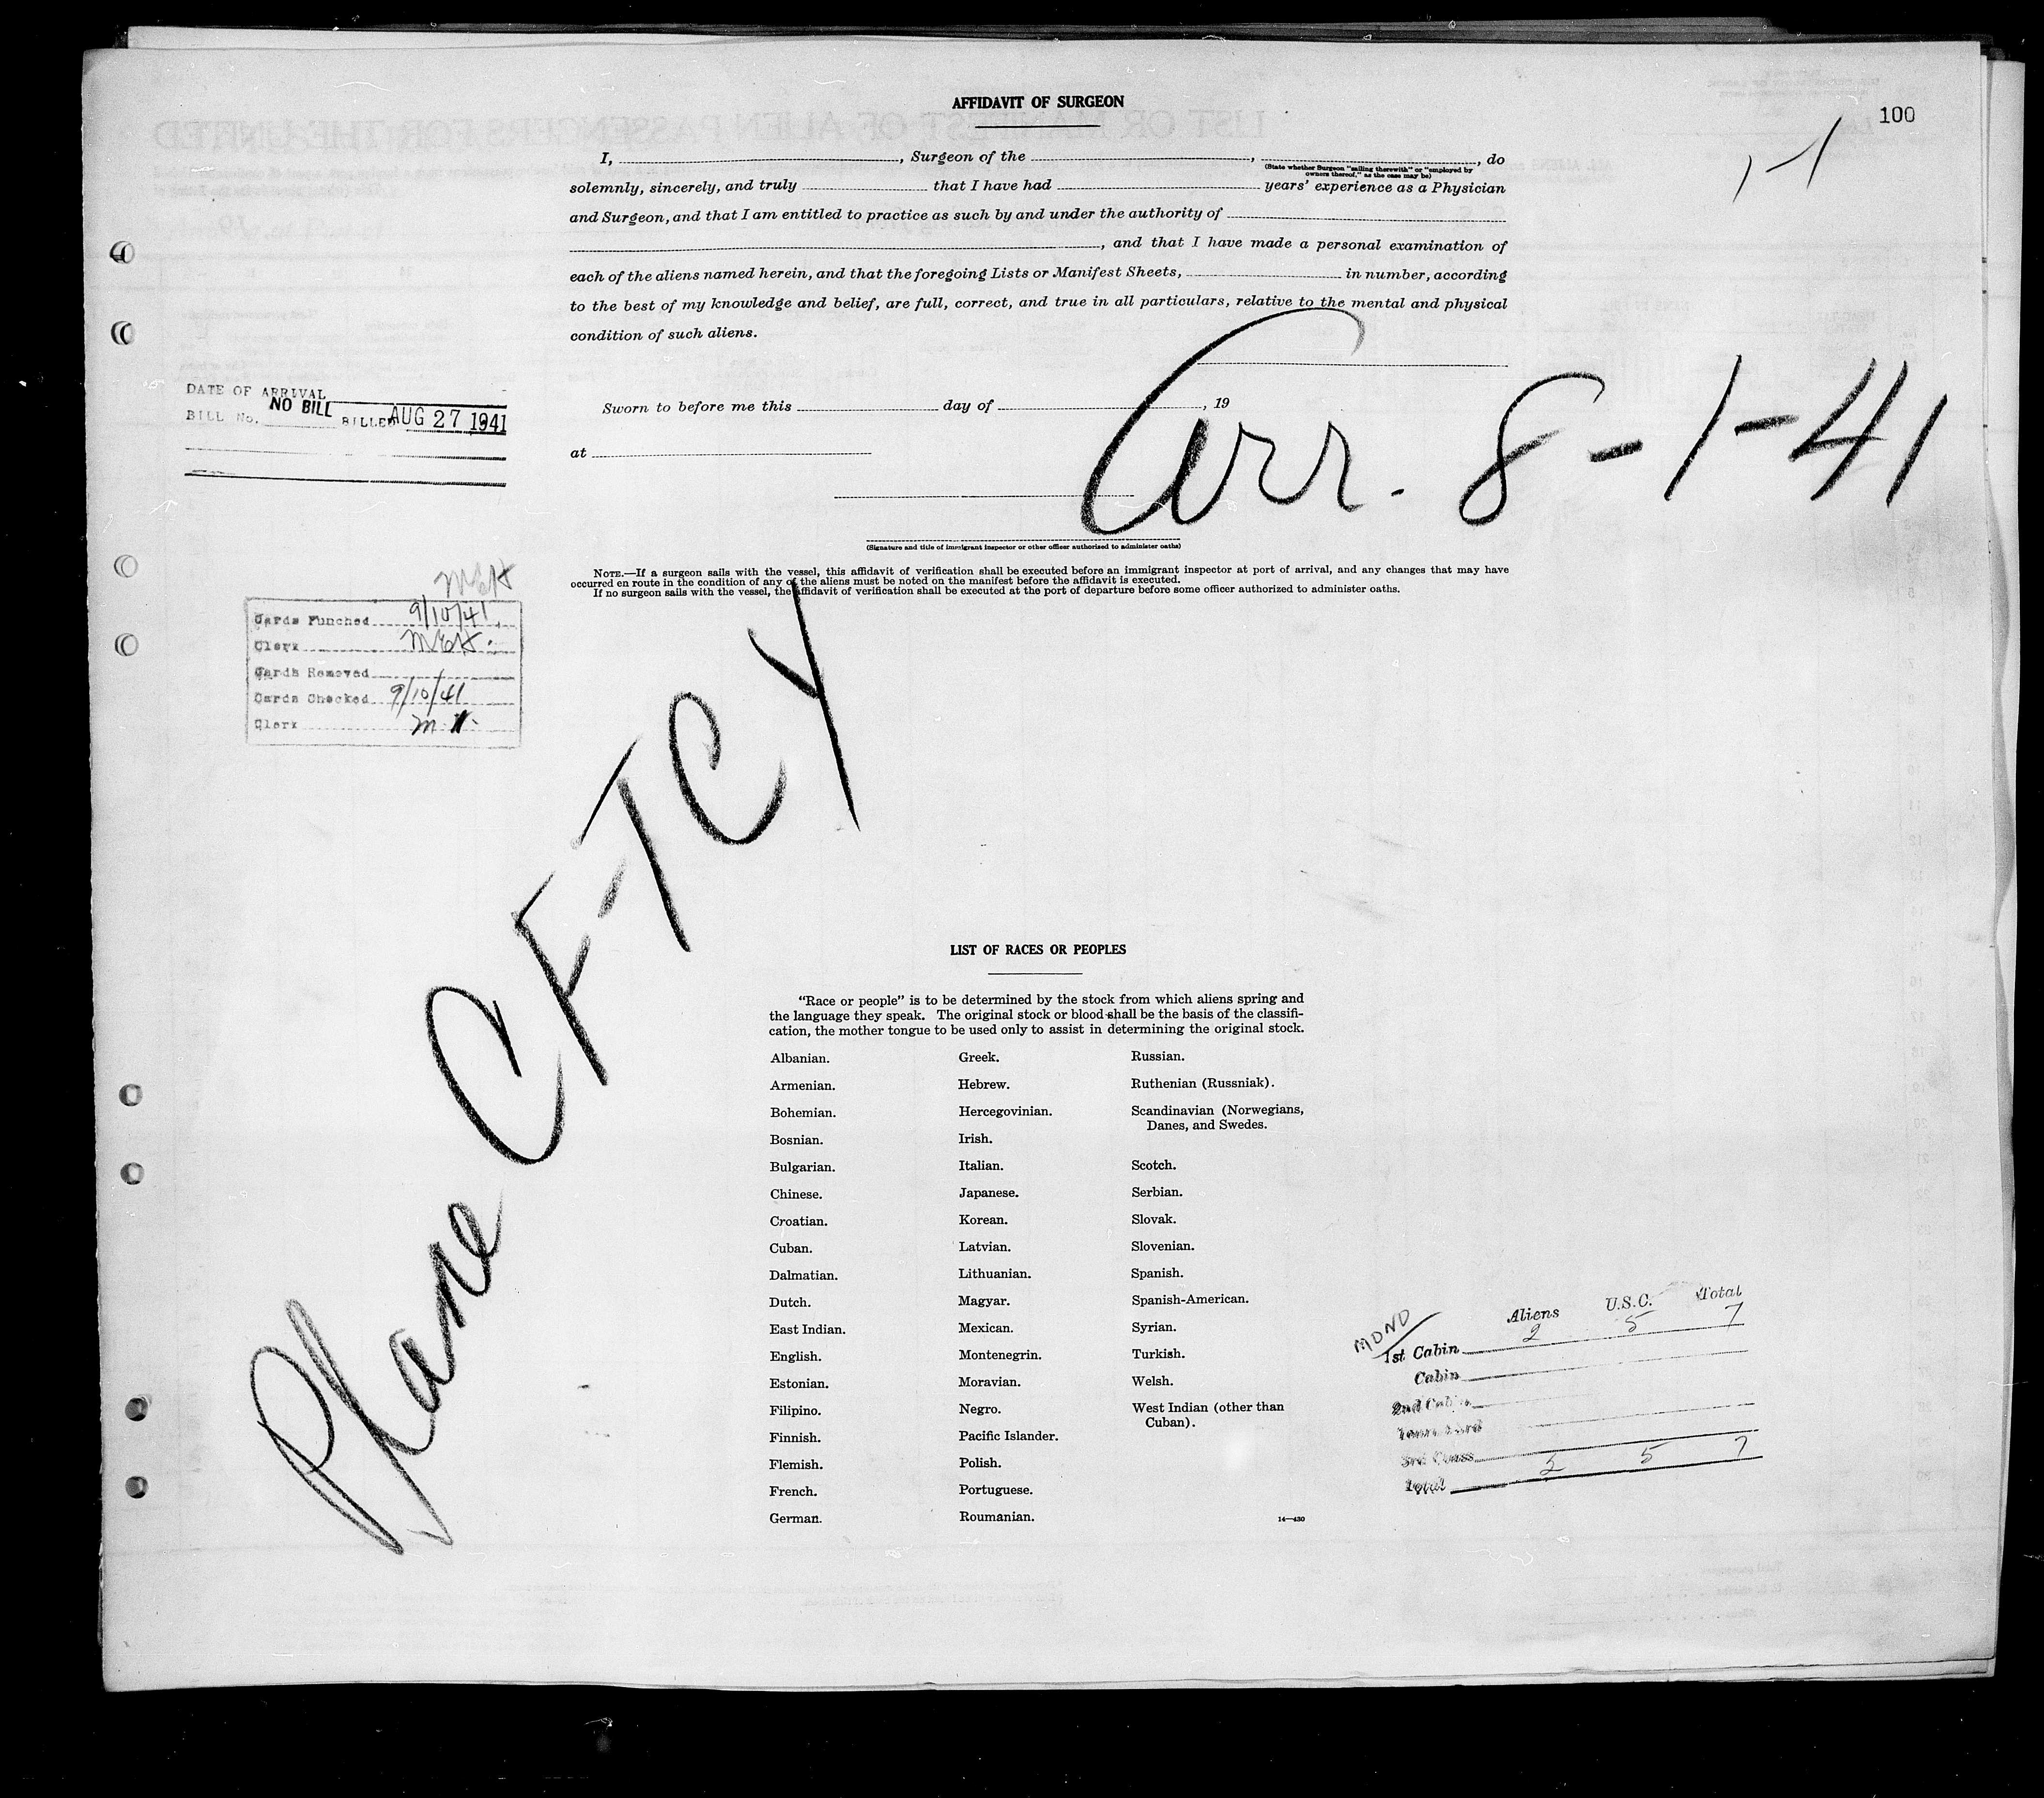 AFFIDAVIT OF SURGEON
100
1-1
I, , Surgeon of the , , do
(State whether Surgeon "sailing therewith" or "employed by
owners thereof," as the case may be)
solemnly, sincerely, and truly that I have had years' experience as a Physician
and Surgeon, and that I am entitled to practice as such by and under the authority of
, and that I have made a personal examination of
each of the aliens named herein, and that the foregoing Lists or Manifest Sheets, in number, according
to the best of my knowledge and belief, are full, correct, and true in all particulars, relative to the mental and physical
condition of such aliens.
Arr. 8-1-41
DATE OF ARRIVAL
BILL No. NO BILL BILLED AUG 27 1941
Sworn to before me this day of , 19
at
(Signature and title of immigrant inspector or other officer authorized to administer oaths)
NOTE.—If a surgeon sails with the vessel, this affidavit of verification shall be executed before an immigrant inspector at port of arrival, and any changes that may have
occurred en route in the condition of any of the aliens must be noted on the manifest before the affidavit is executed.
If no surgeon sails with the vessel, the affidavit of verification shall be executed at the port of departure before some officer authorized to administer oaths.
MEH
Cards Punched 9/10/41
Clerk MEH.
Cards Removed
Cards Checked 9/10/41
Clerk M H.
Plane CF-TCY
LIST OF RACES OR PEOPLES
"Race or people" is to be determined by the stock from which aliens spring and
the language they speak. The original stock or blood shall be the basis of the classifi-
cation, the mother tongue to be used only to assist in determining the original stock.
Albanian.
Armenian.
Bohemian.
Bosnian.
Bulgarian.
Chinese.
Croatian.
Cuban.
Dalmatian.
Dutch.
East Indian.
English.
Estonian.
Filipino.
Finnish.
Flemish.
French.
German.
Greek.
Hebrew.
Hercegovinian.
Irish.
Italian.
Japanese.
Korean.
Latvian.
Lithuanian.
Magyar.
Mexican.
Montenegrin.
Moravian.
Negro.
Pacific Islander.
Polish.
Portuguese.
Roumanian.
Russian.
Ruthenian (Russniak).
Scandinavian (Norwegians,
Danes, and Swedes.
Scotch.
Serbian.
Slovak.
Slovenian.
Spanish.
Spanish-American.
Syrian.
Turkish.
Welsh.
West Indian (other than
Cuban).
14—430
MOND
Aliens U.S.C. Total
1st Cabin 2 5 7
Cabin
2nd Cabin
3rd Class
Total 2 5 7